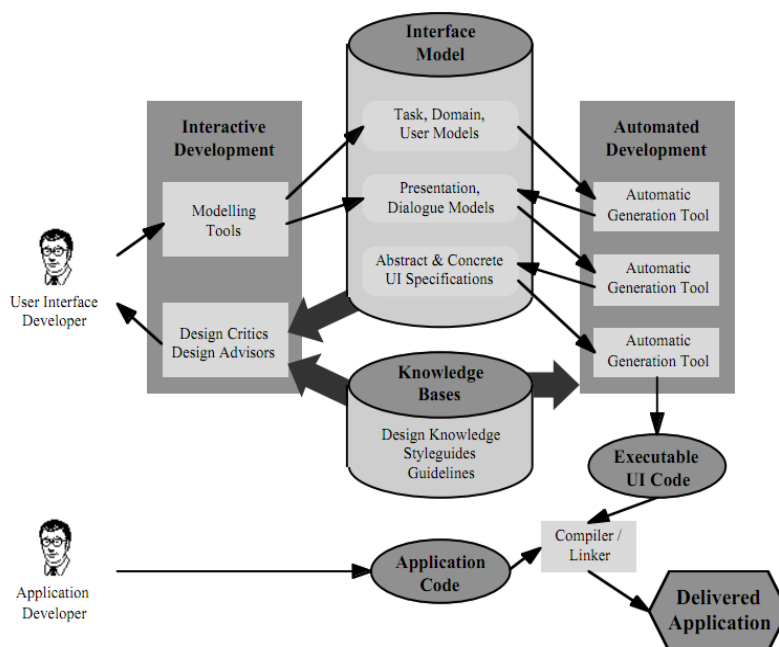 Interface
Model
Task, Domain,
User Models
Presentation,
Dialogue Models
Abstract & Concrete
UI Specifications
Interactive
Development
Modelling
Tools
Design Critics
Design Advisors
Automated
Development
Automatic
Generation Tool
Automatic
Generation Tool
Automatic
Generation Tool
User Interface
Developer
Knowledge
Bases
Design Knowledge
Styleguides
Guidelines
Executable
UI Code
Compiler /
Linker
Application
Code
Application
Developer
Delivered
Application